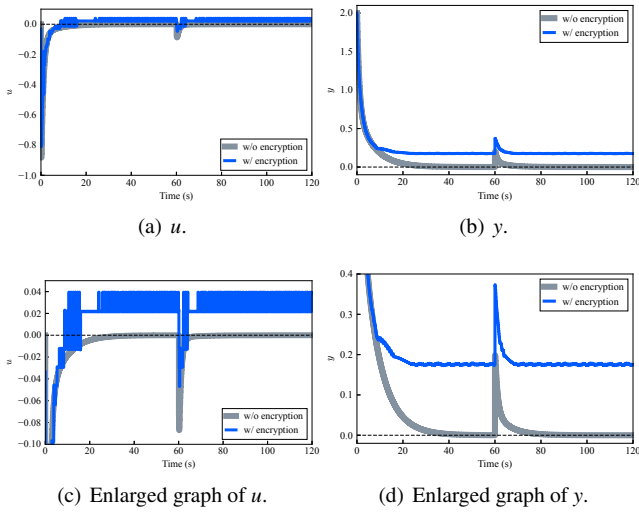 0.0
−0.2
−0.4
−0.6
−0.8
−1.0
u
w/o encryption
w/ encryption
0 20 40 60 80 100 120
Time (s)
(a) u.
2.0
1.5
1.0
0.5
0.0
y
w/o encryption
w/ encryption
0 20 40 60 80 100 120
Time (s)
(b) y.
0.04
0.02
0.00
−0.02
−0.04
−0.06
−0.08
−0.10
u
w/o encryption
w/ encryption
0 20 40 60 80 100 120
Time (s)
(c) Enlarged graph of u.
0.4
0.3
0.2
0.1
0.0
y
w/o encryption
w/ encryption
0 20 40 60 80 100 120
Time (s)
(d) Enlarged graph of y.